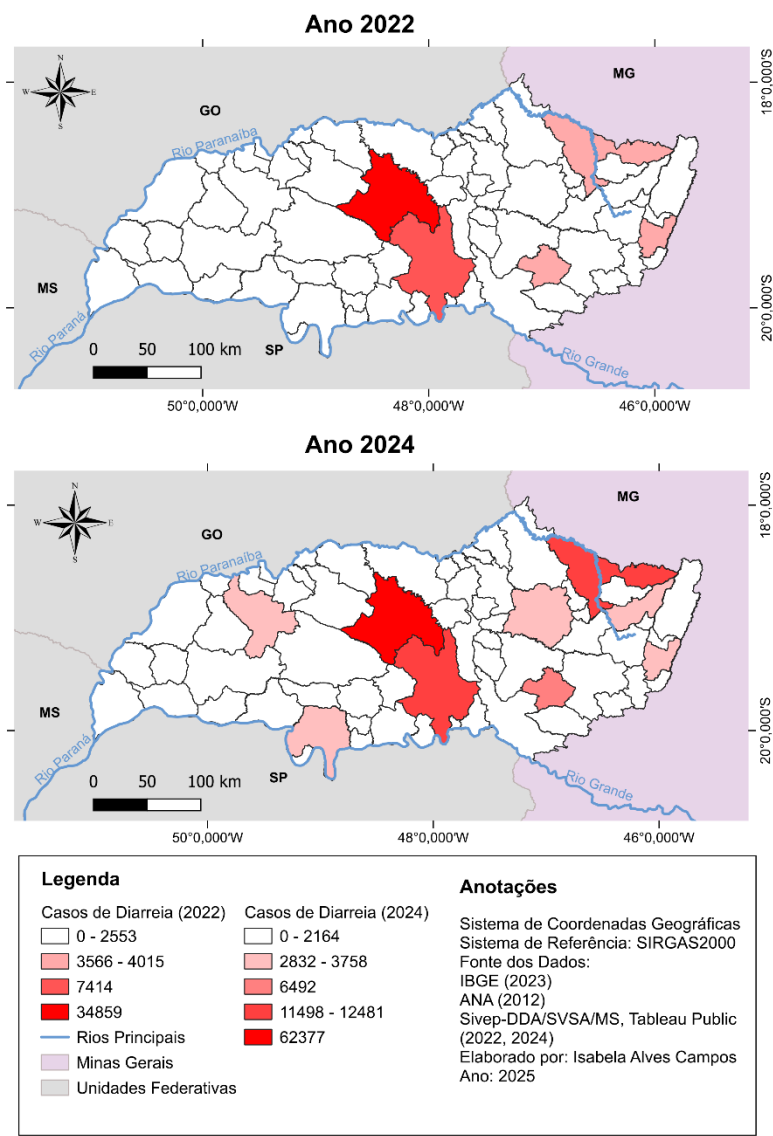 Ano 2022
N
W
E
S
MG
GO
Rio Paranaíba
MS
Rio Paraná
SP
Rio Grande
0 50 100 km
18°0,000'S
20°0,000'S
50°0,000'W 48°0,000'W 46°0,000'W
Ano 2024
N
W
E
S
MG
GO
Rio Paranaíba
MS
Rio Paraná
SP
Rio Grande
0 50 100 km
18°0,000'S
20°0,000'S
50°0,000'W 48°0,000'W 46°0,000'W
Legenda
Casos de Diarreia (2022)
0 - 2553
3566 - 4015
7414
34859
Rios Principais
Minas Gerais
Unidades Federativas
Casos de Diarreia (2024)
0 - 2164
2832 - 3758
6492
11498 - 12481
62377
Anotações
Sistema de Coordenadas Geográficas
Sistema de Referência: SIRGAS2000
Fonte dos Dados:
IBGE (2023)
ANA (2012)
Sivep-DDA/SVSA/MS, Tableau Public
(2022, 2024)
Elaborado por: Isabela Alves Campos
Ano: 2025